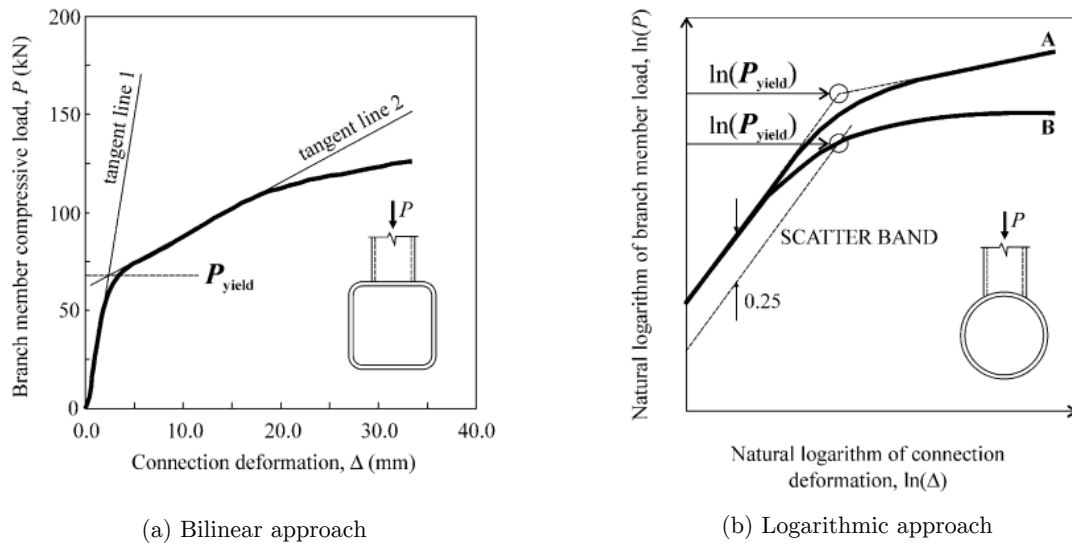 200
150
100
50
0
0.0
10.0
20.0
30.0
40.0
Branch member compressive load, P (kN)
Connection deformation, Δ (mm)
tangent line 1
tangent line 2
P_yield
P
(a) Bilinear approach
Natural logarithm of branch member load, ln(P)
ln(P_yield)
ln(P_yield)
A
B
SCATTER BAND
0.25
P
Natural logarithm of connection
deformation, ln(Δ)
(b) Logarithmic approach